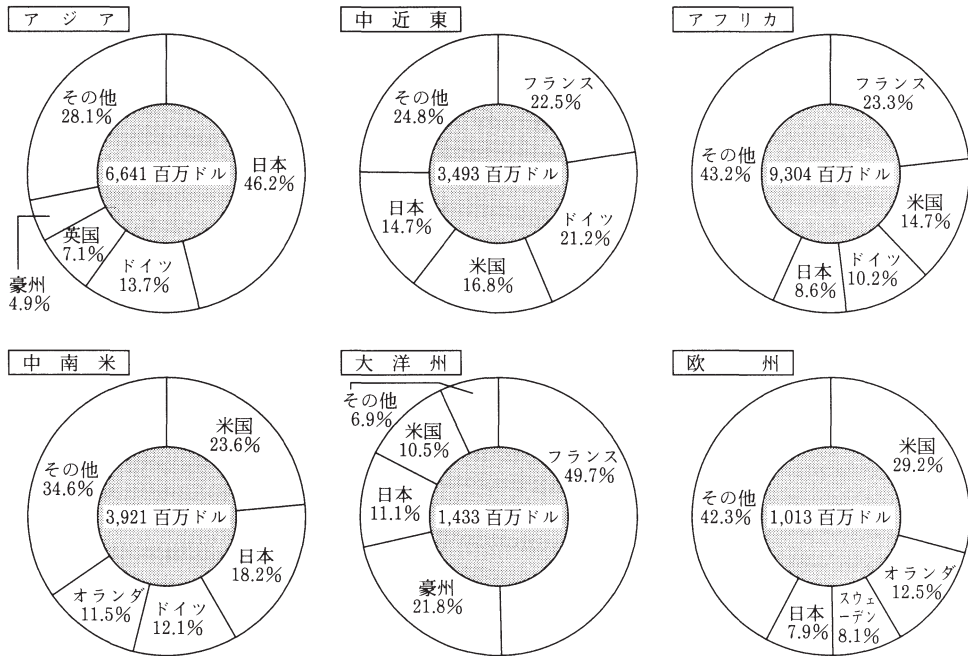 アジア
その他
28.1%
6,641 百万ドル
日本
46.2%
英国
7.1%
ドイツ
13.7%
豪州
4.9%
中近東
フランス
22.5%
その他
24.8%
3,493 百万ドル
日本
14.7%
ドイツ
21.2%
米国
16.8%
アフリカ
フランス
23.3%
その他
43.2%
9,304 百万ドル
米国
14.7%
ドイツ
10.2%
日本
8.6%
中南米
米国
23.6%
その他
34.6%
3,921 百万ドル
日本
18.2%
オランダ
11.5%
ドイツ
12.1%
大洋州
その他
6.9%
米国
10.5%
フランス
49.7%
日本
11.1%
1,433 百万ドル
豪州
21.8%
欧州
米国
29.2%
その他
42.3%
1,013 百万ドル
オランダ
12.5%
スウェ
ーデン
8.1%
日本
7.9%